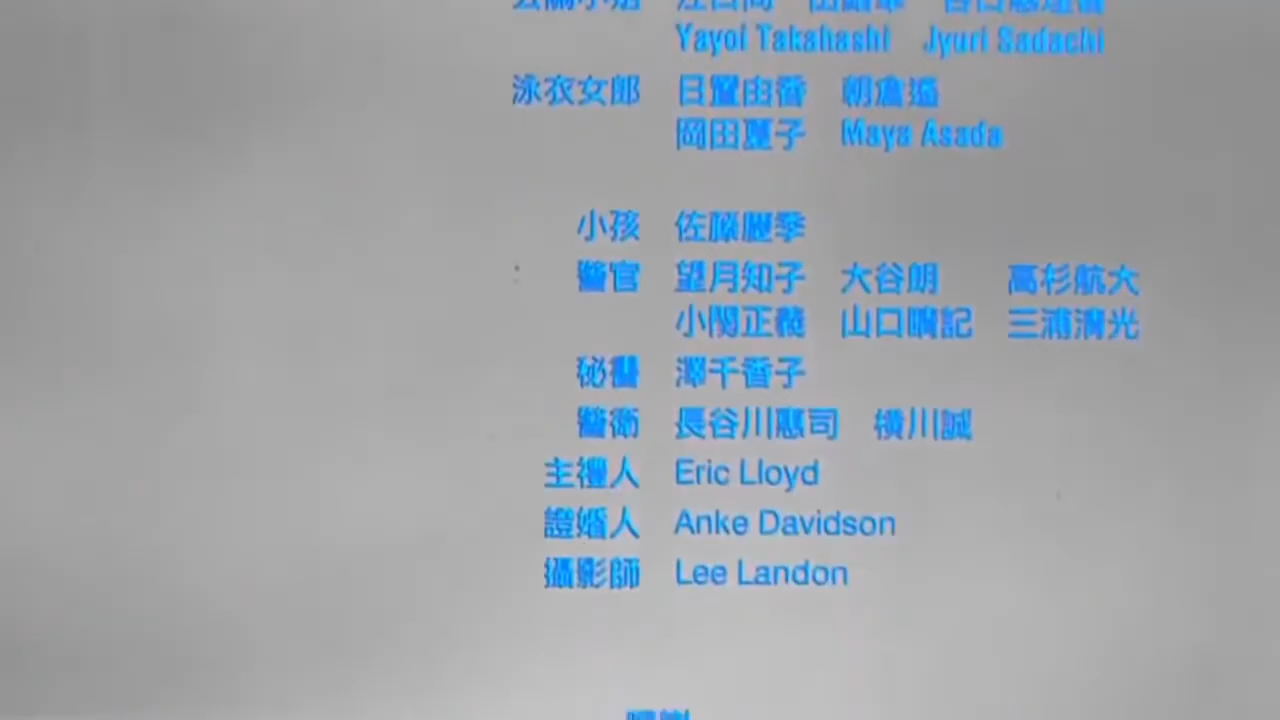 Yayoi Takahashi Jyuri Sadachi
泳衣女郎 日置由香 朝倉遙
岡田夏子 Maya Asada
小孩 佐藤慶季
警官 望月知子 大谷朗 高杉航大
小関正義 山口晴記 三浦清光
秘書 澤千香子
警衛 長谷川惠司 横川誠
主禮人 Eric Lloyd
證婚人 Anke Davidson
攝影師 Lee Landon